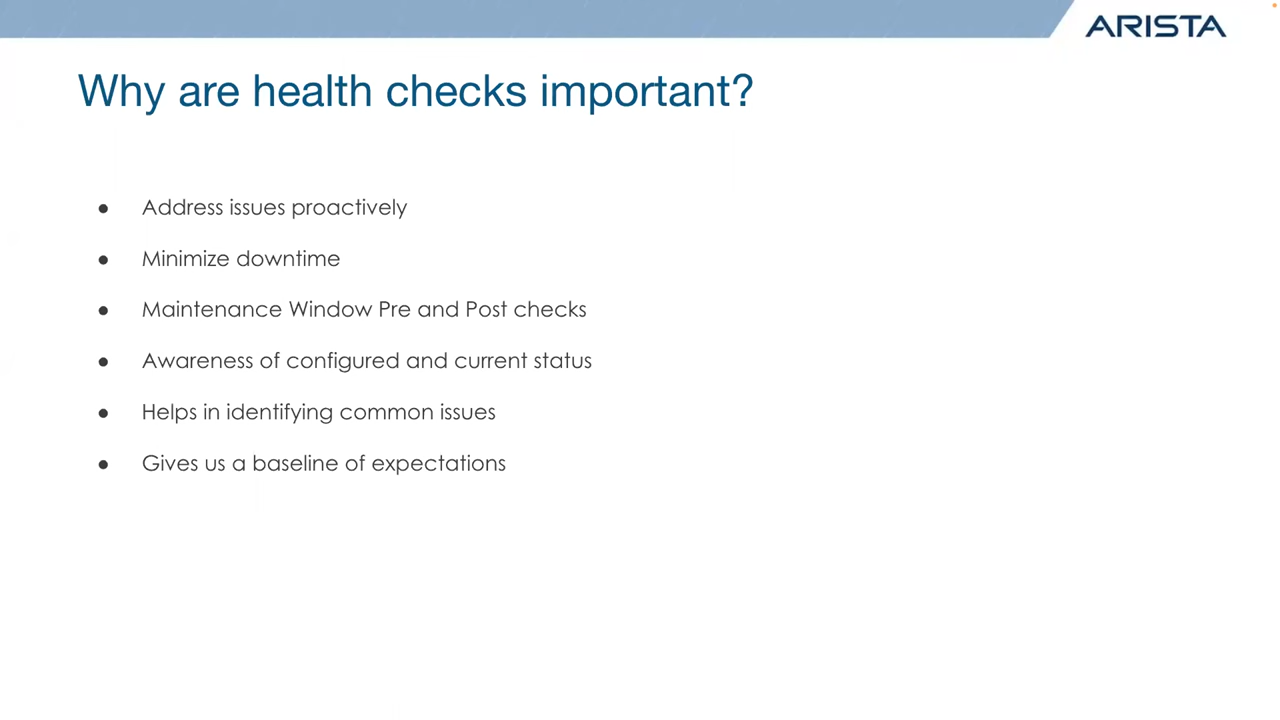 ARISTA
Why are health checks important?
● Address issues proactively
● Minimize downtime
● Maintenance Window Pre and Post checks
● Awareness of configured and current status
● Helps in identifying common issues
● Gives us a baseline of expectations